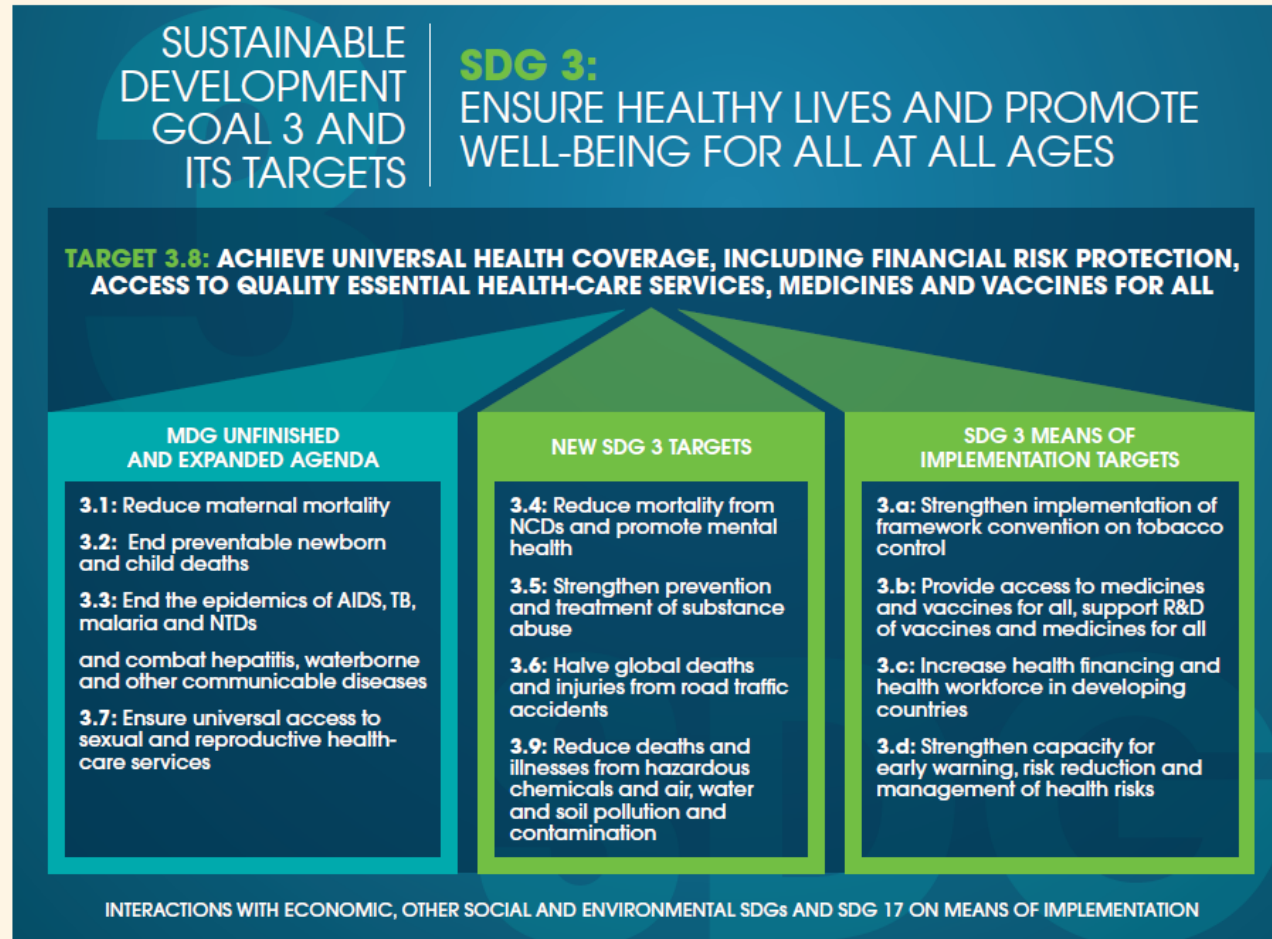 SUSTAINABLE
DEVELOPMENT
GOAL 3 AND
ITS TARGETS
SDG 3:
ENSURE HEALTHY LIVES AND PROMOTE
WELL-BEING FOR ALL AT ALL AGES
TARGET 3.8: ACHIEVE UNIVERSAL HEALTH COVERAGE, INCLUDING FINANCIAL RISK PROTECTION,
ACCESS TO QUALITY ESSENTIAL HEALTH-CARE SERVICES, MEDICINES AND VACCINES FOR ALL
MDG UNFINISHED
AND EXPANDED AGENDA
3.1: Reduce maternal mortality
3.2: End preventable newborn
and child deaths
3.3: End the epidemics of AIDS, TB,
malaria and NTDs
and combat hepatitis, waterborne
and other communicable diseases
3.7: Ensure universal access to
sexual and reproductive health-
care services
NEW SDG 3 TARGETS
3.4: Reduce mortality from
NCDs and promote mental
health
3.5: Strengthen prevention
and treatment of substance
abuse
3.6: Halve global deaths
and injuries from road traffic
accidents
3.9: Reduce deaths and
illnesses from hazardous
chemicals and air, water
and soil pollution and
contamination
SDG 3 MEANS OF
IMPLEMENTATION TARGETS
3.a: Strengthen implementation of
framework convention on tobacco
control
3.b: Provide access to medicines
and vaccines for all, support R&D
of vaccines and medicines for all
3.c: Increase health financing and
health workforce in developing
countries
3.d: Strengthen capacity for
early warning, risk reduction and
management of health risks
INTERACTIONS WITH ECONOMIC, OTHER SOCIAL AND ENVIRONMENTAL SDGs AND SDG 17 ON MEANS OF IMPLEMENTATION
3
SDG